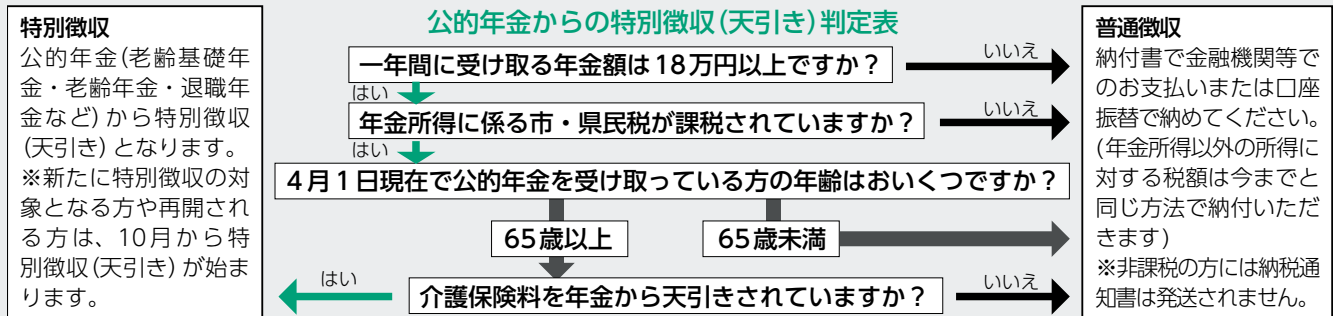 公的年金からの特別徴収(天引き)判定表
特別徴収
公的年金(老齢基礎年
金・老齢年金・退職年
金など)から特別徴収
(天引き)となります。
※新たに特別徴収の対
象となる方や再開され
る方は、10月から特
別徴収(天引き)が始ま
ります。
一年間に受け取る年金額は18万円以上ですか?
いいえ
はい
年金所得に係る市・県民税が課税されていますか?
いいえ
はい
4月1日現在で公的年金を受け取っている方の年齢はおいくつですか?
65歳以上
65歳未満
はい
介護保険料を年金から天引きされていますか?
いいえ
普通徴収
納付書で金融機関等で
のお支払いまたは口座
振替で納めてください。
(年金所得以外の所得に
対する税額は今までと
同じ方法で納付いただ
きます)
※非課税の方には納税通
知書は発送されません。